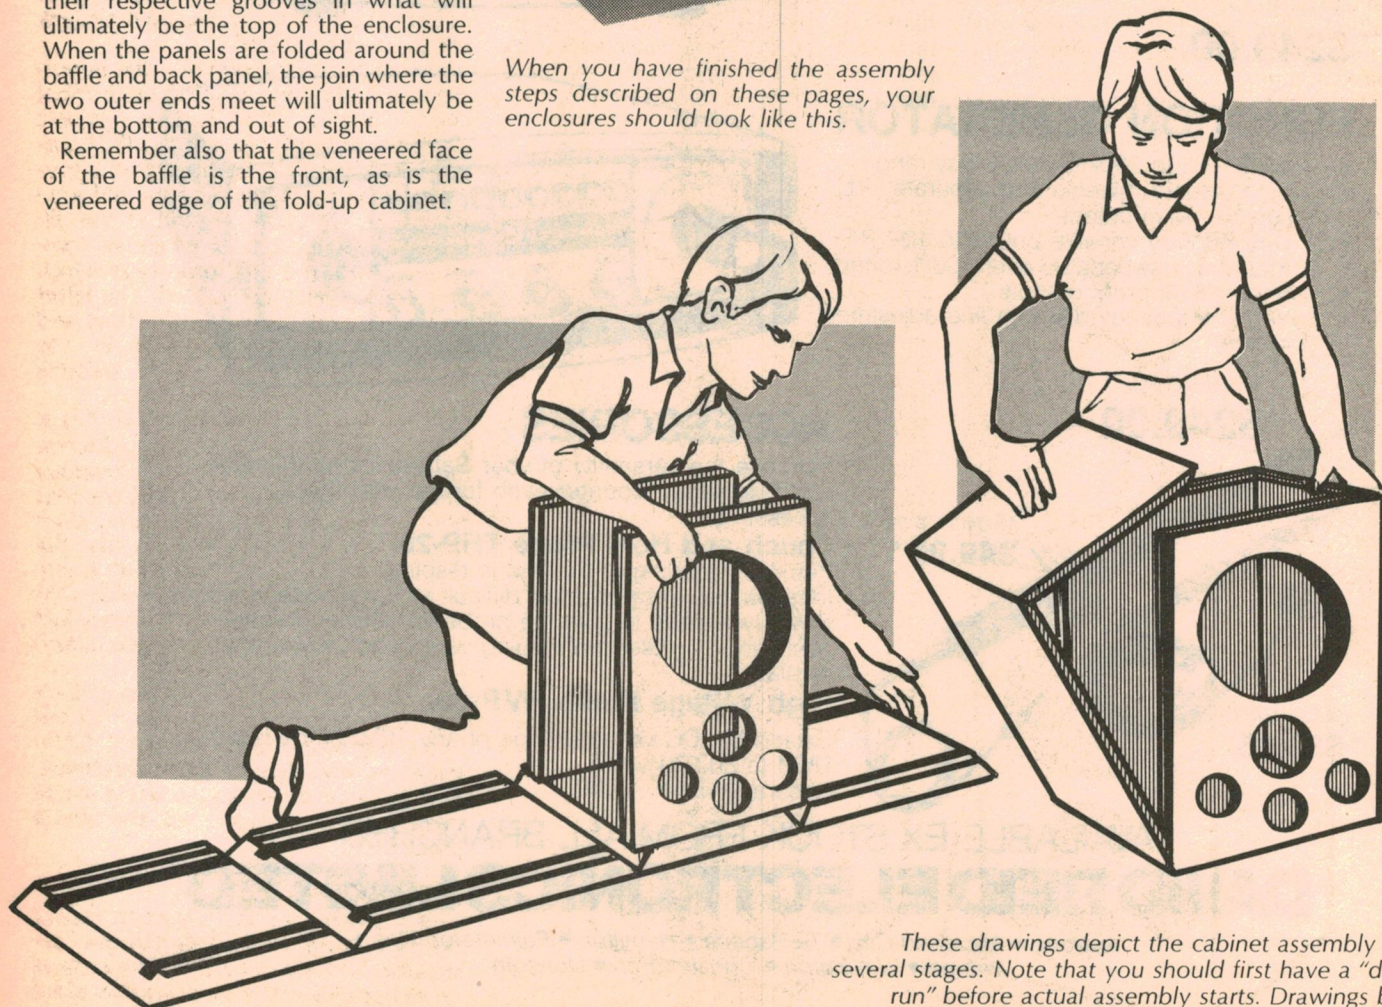 their respective grooves in what will
ultimately be the top of the enclosure.
When the panels are folded around the
baffle and back panel, the join where the
two outer ends meet will ultimately be
at the bottom and out of sight.
Remember also that the veneered face
of the baffle is the front, as is the
veneered edge of the fold-up cabinet.
When you have finished the assembly
steps described on these pages, your
enclosures should look like this.
These drawings depict the cabinet assembly
several stages. Note that you should first have a "d
run" before actual assembly starts. Drawings